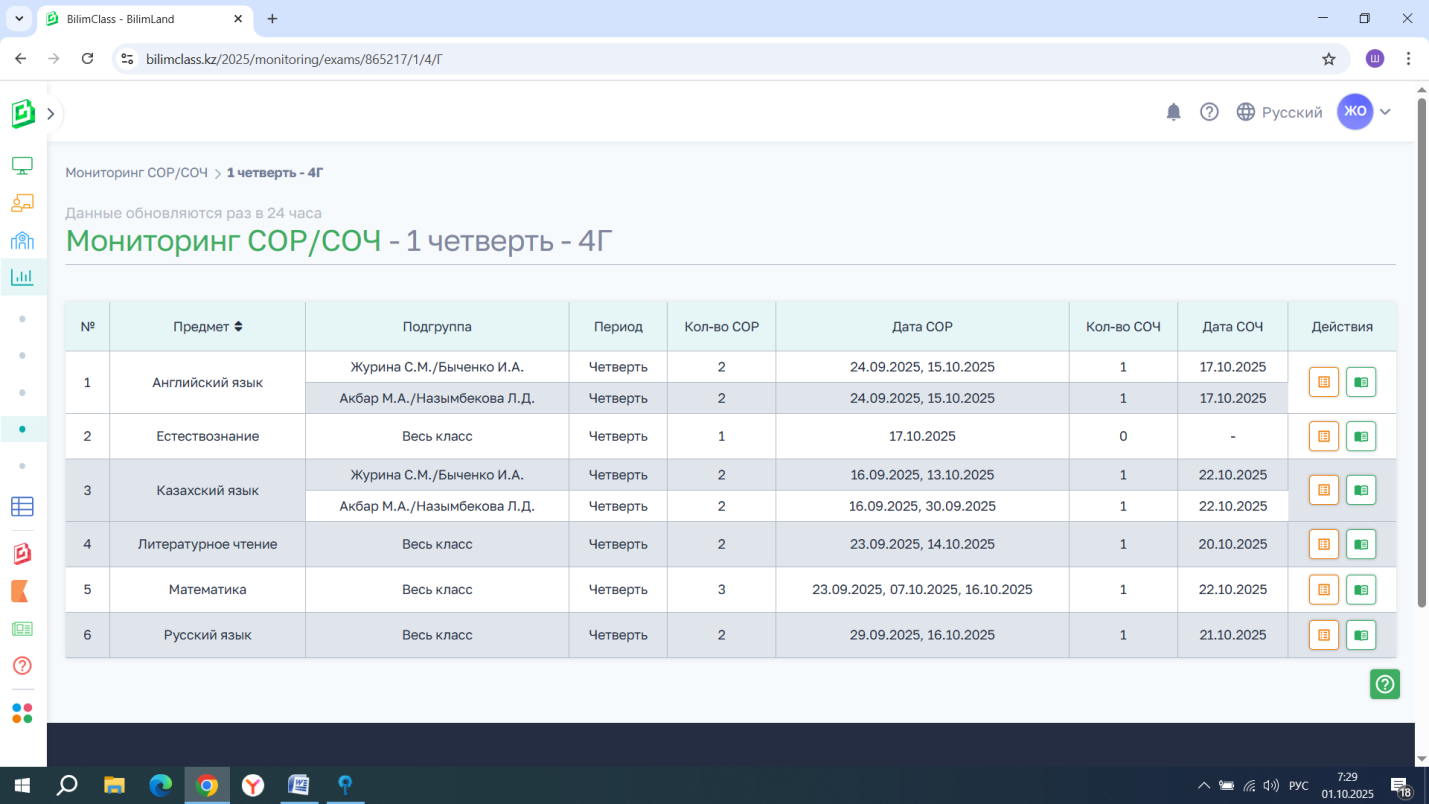 BilimClass - BilimLand
bilimclass.kz/2025/monitoring/exams/865217/1/4/Г
Ш
Русский
ЖО
Мониторинг СОР/СОЧ > 1 четверть - 4Г
Данные обновляются раз в 24 часа
Мониторинг СОР/СОЧ - 1 четверть - 4Г
№ Предмет Подгруппа Период Кол-во СОР Дата СОР Кол-во СОЧ Дата СОЧ Действия
1 Английский язык Журина С.М./Быченко И.А. Четверть 2 24.09.2025, 15.10.2025 1 17.10.2025
Акбар М.А./Назымбекова Л.Д. Четверть 2 24.09.2025, 15.10.2025 1 17.10.2025
2 Естествознание Весь класс Четверть 1 17.10.2025 0 -
3 Казахский язык Журина С.М./Быченко И.А. Четверть 2 16.09.2025, 13.10.2025 1 22.10.2025
Акбар М.А./Назымбекова Л.Д. Четверть 2 16.09.2025, 30.09.2025 1 22.10.2025
4 Литературное чтение Весь класс Четверть 2 23.09.2025, 14.10.2025 1 20.10.2025
5 Математика Весь класс Четверть 3 23.09.2025, 07.10.2025, 16.10.2025 1 22.10.2025
6 Русский язык Весь класс Четверть 2 29.09.2025, 16.10.2025 1 21.10.2025
РУС
7:29
01.10.2025
18